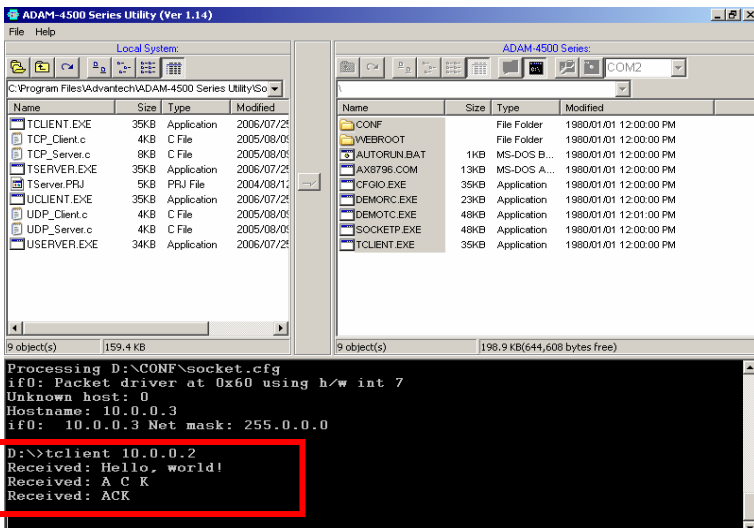 ADAM-4500 Series Utility (Ver 1.14)
File Help
Local System:
ADAM-4500 Series:
COM2
C:\Program Files\Advantech\ADAM-4500 Series Utility\So
\
Name Size Type Modified
TCLIENT.EXE 35KB Application 2006/07/25
TCP_Client.c 4KB C File 2005/08/09
TCP_Server.c 8KB C File 2005/08/09
TSERVER.EXE 35KB Application 2006/07/25
TServer.PRJ 5KB PRJ File 2004/08/12
UCLIENT.EXE 35KB Application 2006/07/25
UDP_Client.c 4KB C File 2005/08/09
UDP_Server.c 4KB C File 2005/08/09
USERVER.EXE 34KB Application 2006/07/25
9 object(s) 159.4 KB
Name Size Type Modified
CONF File Folder 1980/01/01 12:00:00 PM
WEBROOT File Folder 1980/01/01 12:00:00 PM
AUTORUN.BAT 1KB MS-DOS B... 1980/01/01 12:00:00 PM
AX8796.COM 13KB MS-DOS A... 1980/01/01 12:00:00 PM
CFGIO.EXE 35KB Application 1980/01/01 12:00:00 PM
DEMORC.EXE 23KB Application 1980/01/01 12:00:00 PM
DEMOTC.EXE 48KB Application 1980/01/01 12:01:00 PM
SOCKETP.EXE 48KB Application 1980/01/01 12:00:00 PM
TCLIENT.EXE 35KB Application 1980/01/01 12:00:00 PM
9 object(s) 198.9 KB(644,608 bytes free)
Processing D:\CONF\socket.cfg
if0: Packet driver at 0x60 using h/w int 7
Unknown host: 0
Hostname: 10.0.0.3
if0: 10.0.0.3 Net mask: 255.0.0.0
D:\>tclient 10.0.0.2
Received: Hello, world!
Received: A C K
Received: ACK